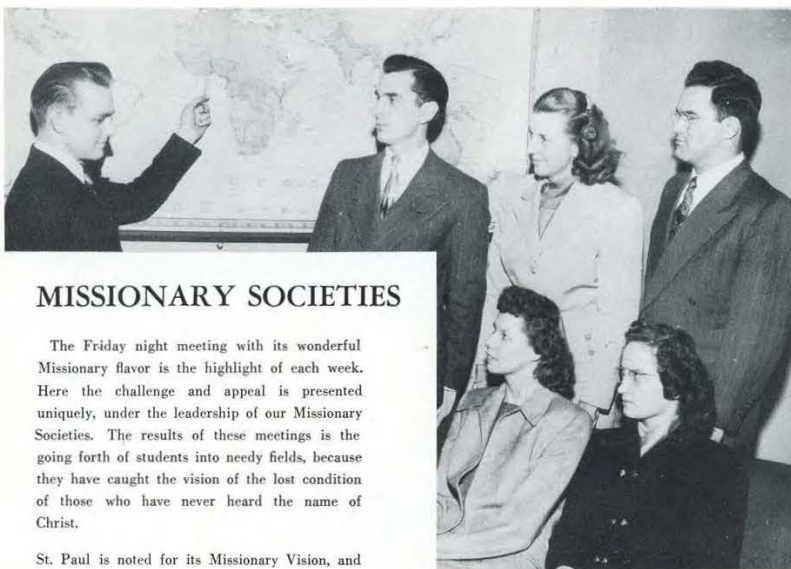 MISSIONARY SOCIETIES
The Friday night meeting with its wonderful
Missionary flavor is the highlight of each week.
Here the challenge and appeal is presented
uniquely, under the leadership of our Missionary
Societies. The results of these meetings is the
going forth of students into needy fields, because
they have caught the vision of the lost condition
of those who have never heard the name of
Christ.
St. Paul is noted for its Missionary Vision, and